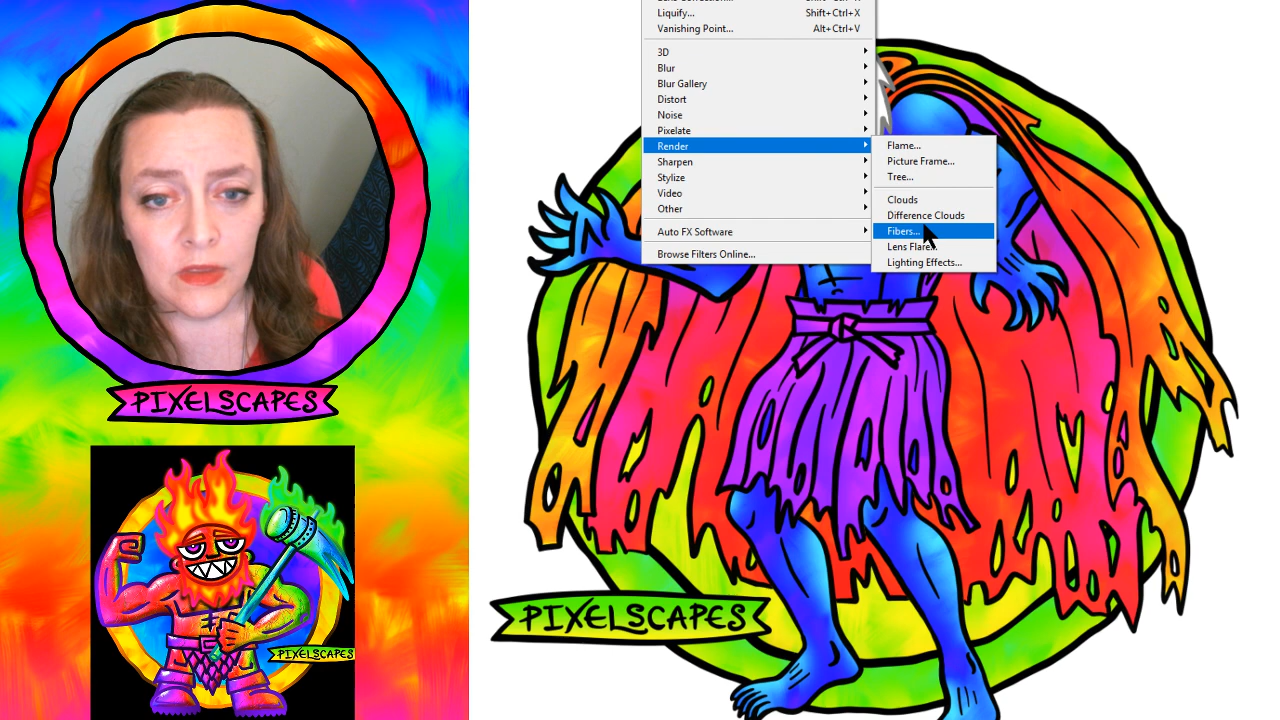 Liquify... Shift+Ctrl+X
Vanishing Point... Alt+Ctrl+V
3D
Blur
Blur Gallery
Distort
Noise
Pixelate
Render
Sharpen
Stylize
Video
Other
Auto FX Software
Browse Filters Online...
Flame...
Picture Frame...
Tree...
Clouds
Difference Clouds
Fibers...
Lens Flare...
Lighting Effects...
PIXELSCAPES
PIXELSCAPES
PIXELSCAPES